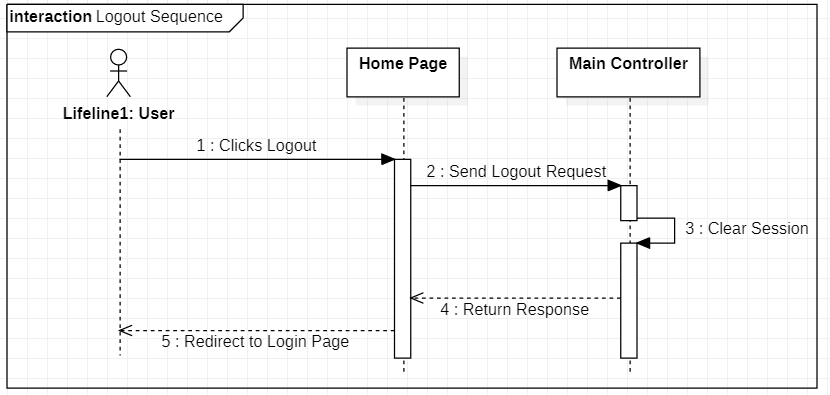 interaction Logout Sequence
Home Page
Main Controller
Lifeline1: User
1 : Clicks Logout
2 : Send Logout Request
3 : Clear Session
4 : Return Response
5 : Redirect to Login Page